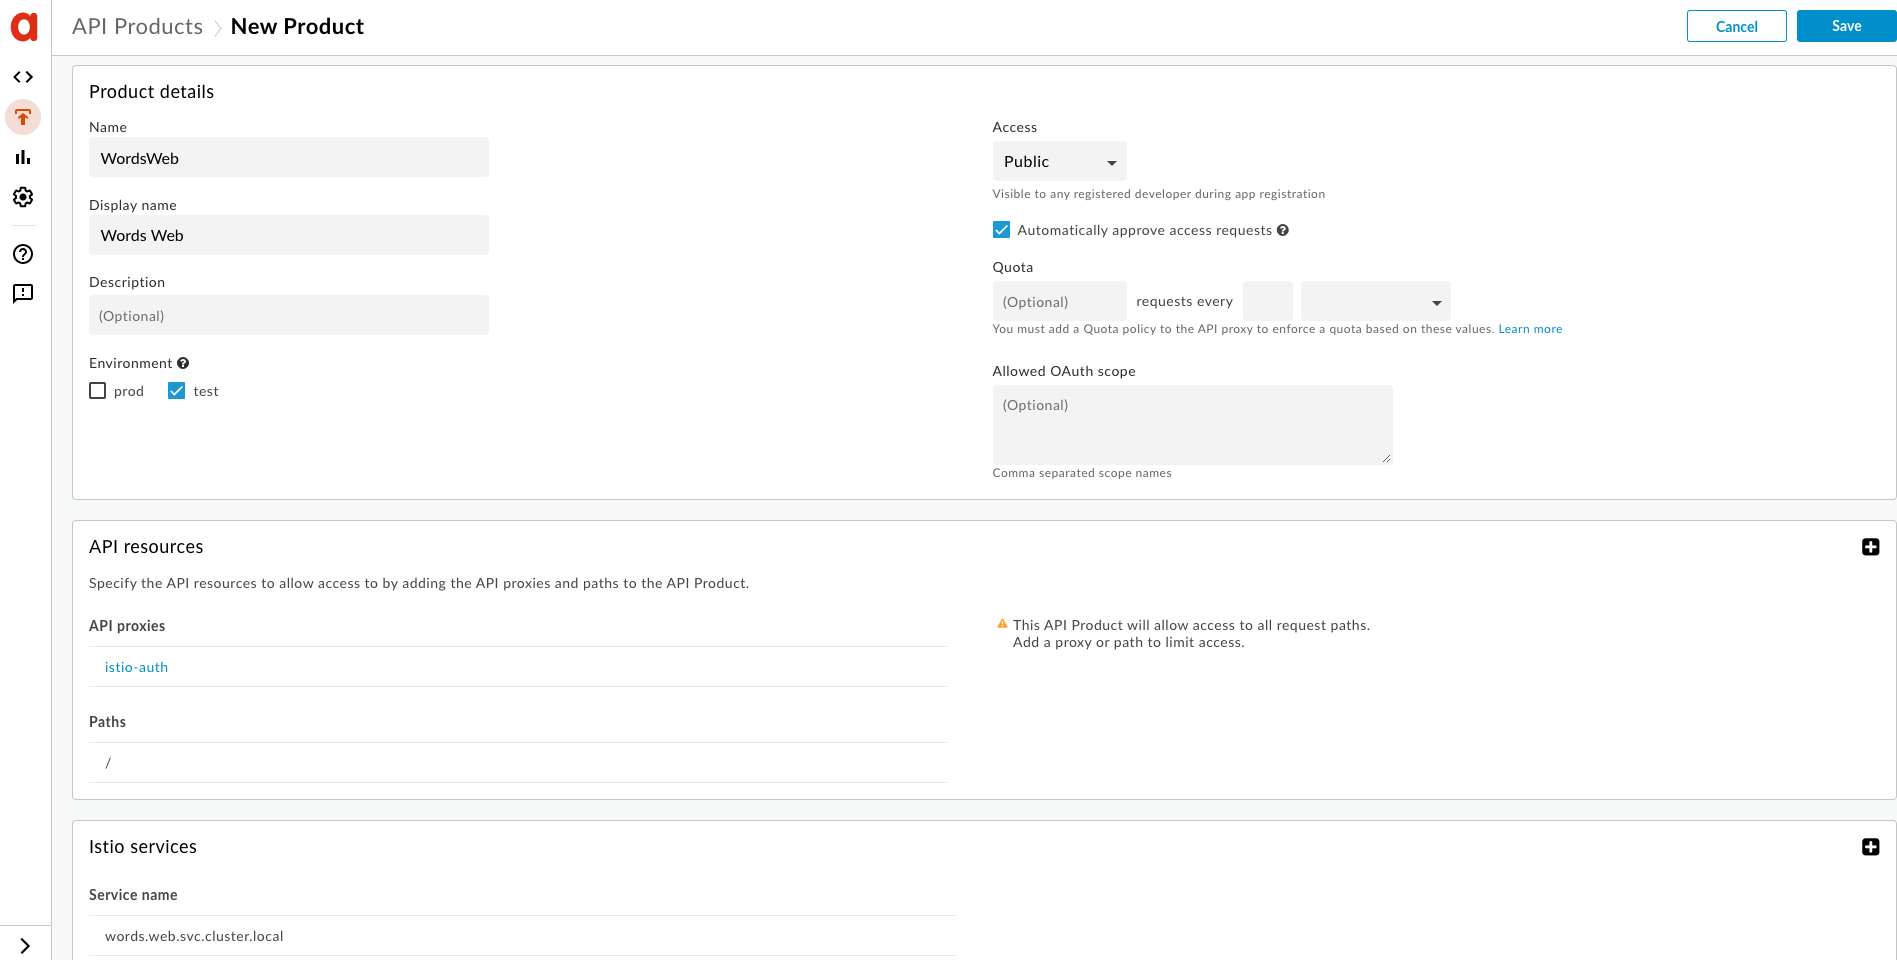 API Products > New Product
Cancel
Save
Product details
Name
WordsWeb
Display name
Words Web
Description
(Optional)
Environment
prod
test
Access
Public
Visible to any registered developer during app registration
Automatically approve access requests
Quota
(Optional) requests every
You must add a Quota policy to the API proxy to enforce a quota based on these values. Learn more
Allowed OAuth scope
(Optional)
Comma separated scope names
API resources
Specify the API resources to allow access to by adding the API proxies and paths to the API Product.
API proxies
istio-auth
Paths
/
This API Product will allow access to all request paths.
Add a proxy or path to limit access.
Istio services
Service name
words.web.svc.cluster.local